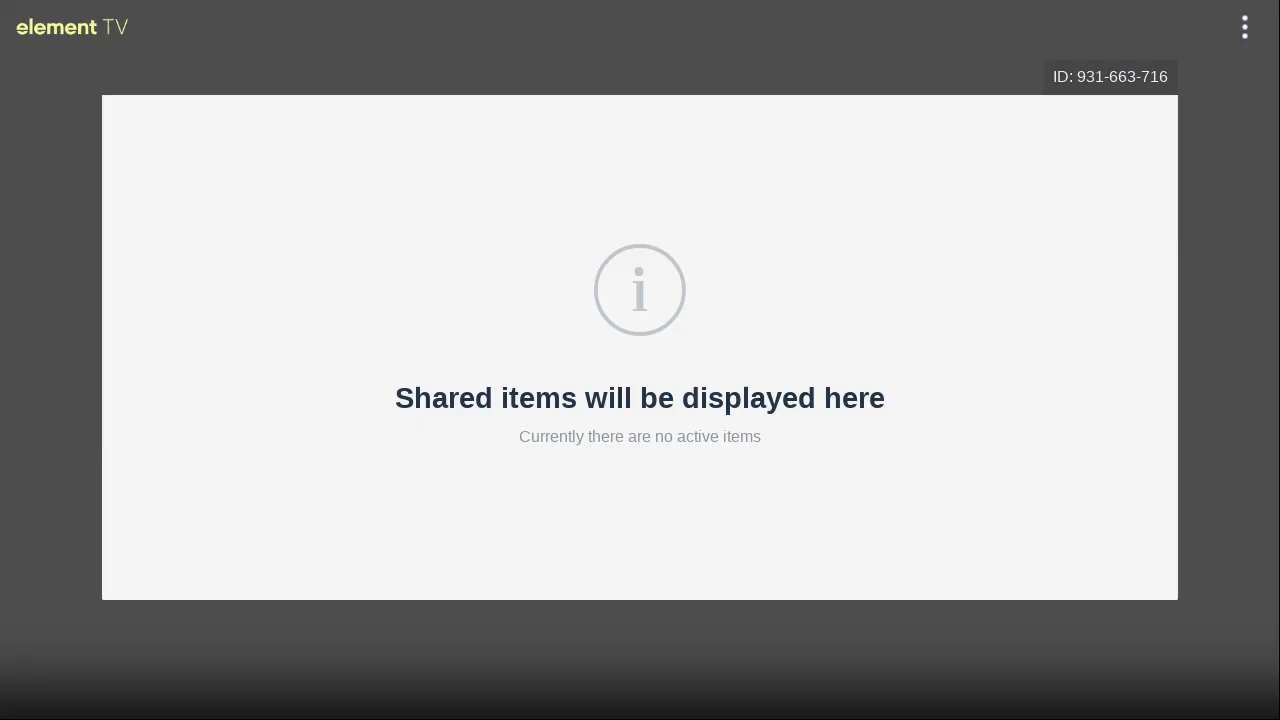 element TV
ID: 931-663-716
i
Shared items will be displayed here
Currently there are no active items